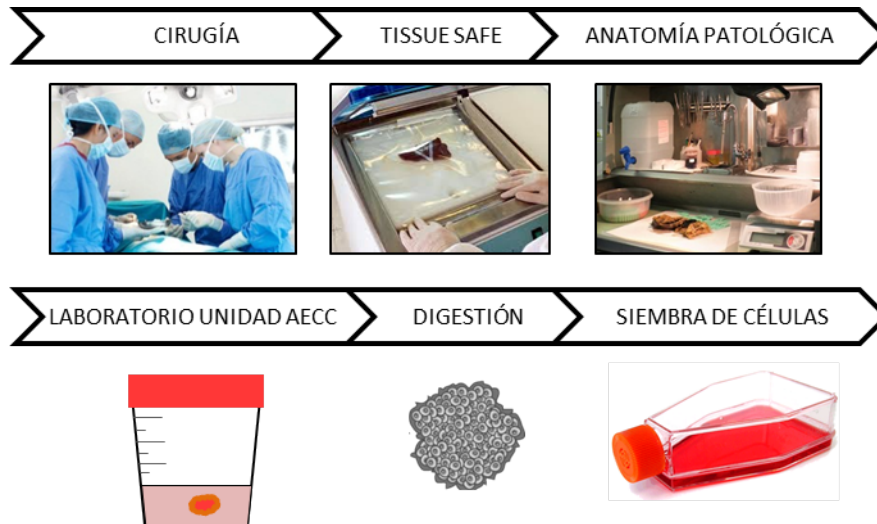 CIRUGÍA
TISSUE SAFE
ANATOMÍA PATOLÓGICA
LABORATORIO UNIDAD AECC
DIGESTIÓN
SIEMBRA DE CÉLULAS